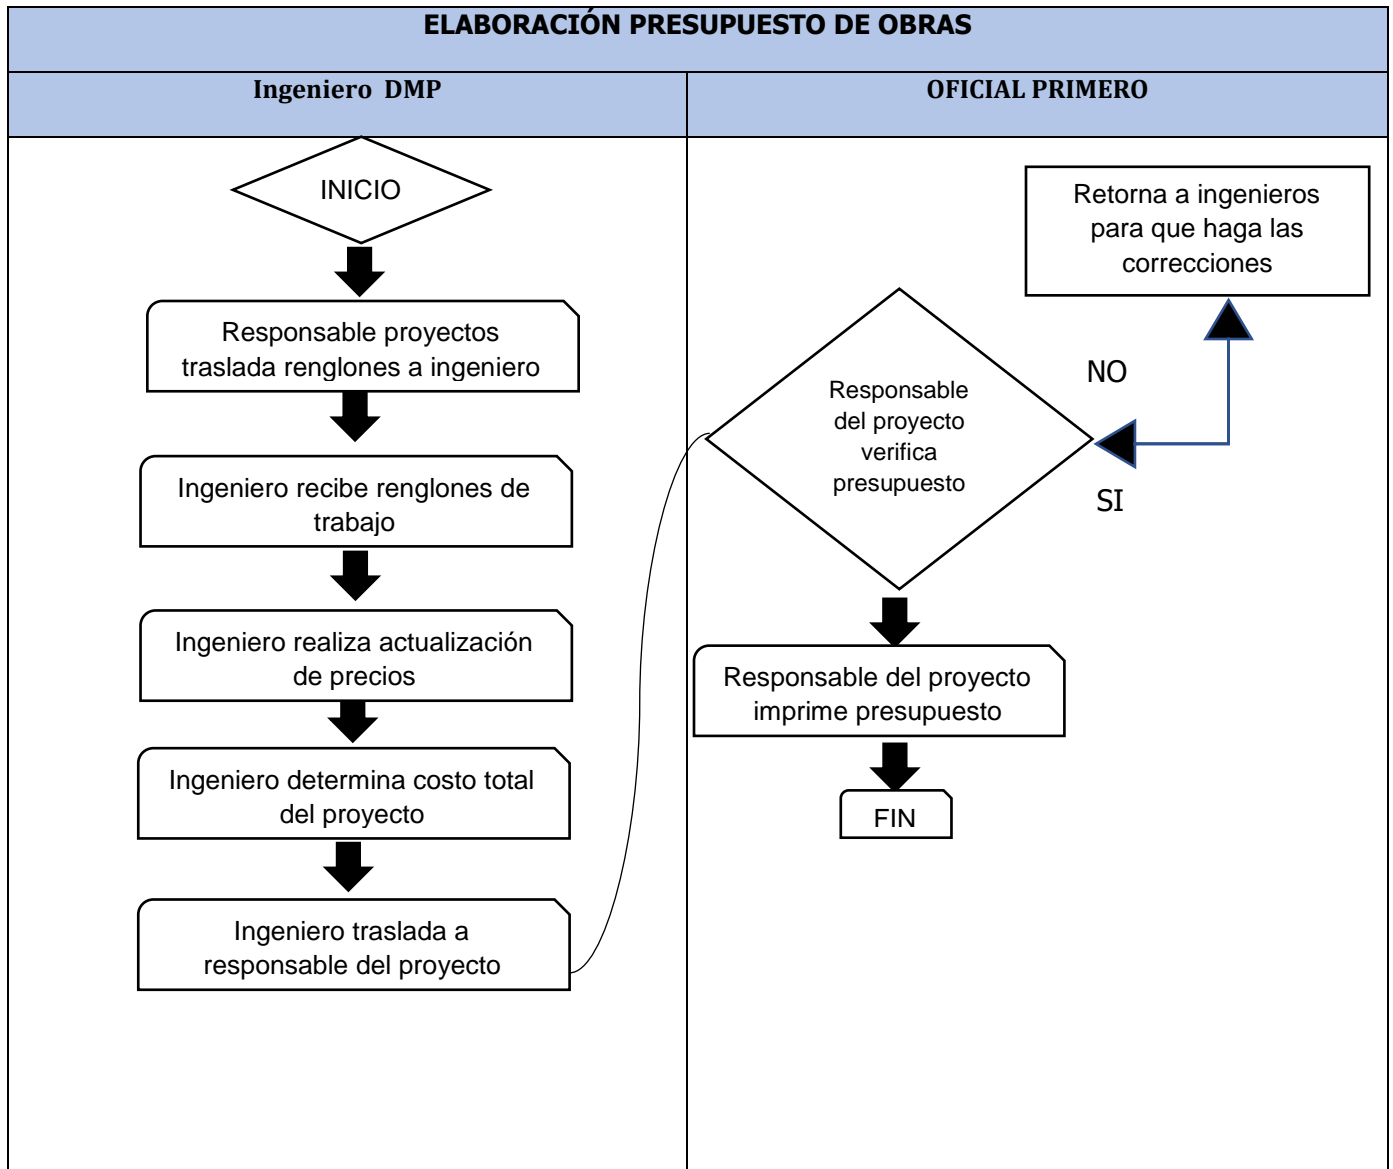 ELABORACIÓN PRESUPUESTO DE OBRAS
Ingeniero DMP
OFICIAL PRIMERO
INICIO
Responsable proyectos
traslada renglones a ingeniero
Ingeniero recibe renglones de
trabajo
Ingeniero realiza actualización
de precios
Ingeniero determina costo total
del proyecto
Ingeniero traslada a
responsable del proyecto
Responsable
del proyecto
verifica
presupuesto
NO
SI
Retorna a ingenieros
para que haga las
correcciones
Responsable del proyecto
imprime presupuesto
FIN